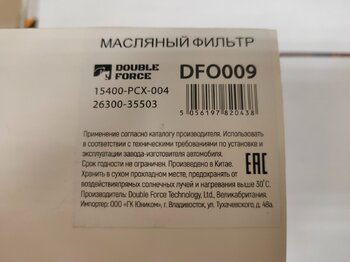 МАСЛЯНЫЙ ФИЛЬТР
DOUBLE FORCE
DFO009
15400-PCX-004
26300-35503
5 056197 820438
Применение согласно каталогу производителя. Использовать
в соответствии с техническими требованиями по установке и
эксплуатации завода-изготовителя автомобиля.
Срок годности не ограничен. Произведено в Китае.
Хранить в сухом прохладном месте, предохранять от
воздействияпрямых солнечных лучей и нагревания выше 30°С.
Производитель: Double Force Technology, Ltd., Великобритания.
Импортер: ООО «ГК Юником», г. Владивосток, ул. Тухачевского, д. 48а.
EAC